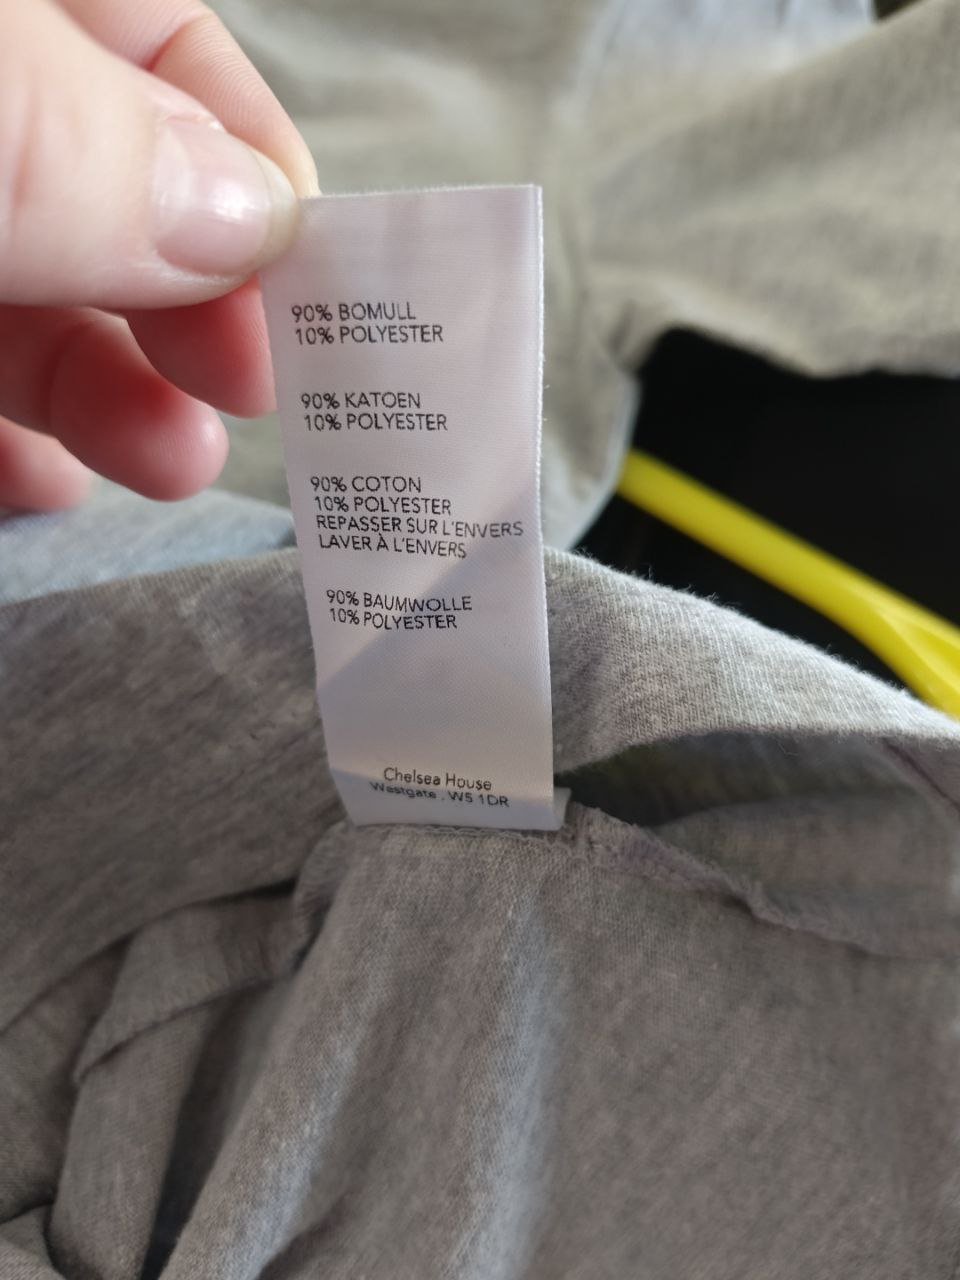 90% BOMULL
10% POLYESTER
90% KATOEN
10% POLYESTER
90% COTON
10% POLYESTER
REPASSER SUR L'ENVERS
LAVER À L'ENVERS
90% BAUMWOLLE
10% POLYESTER
Chelsea House
Westgate . W5 1DR